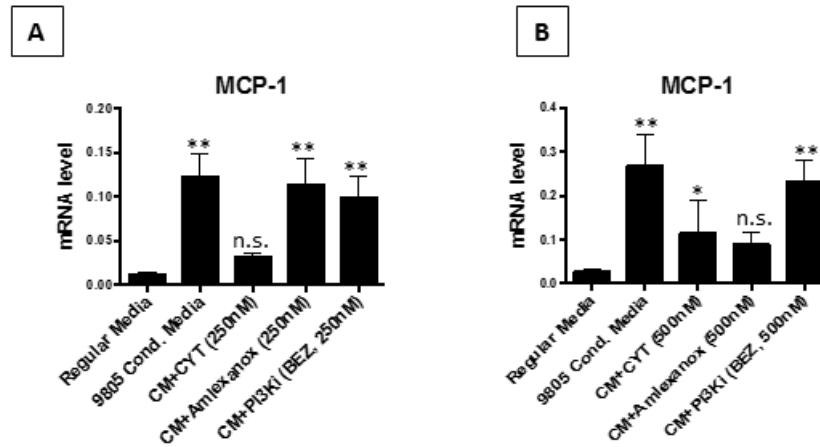 A
MCP-1
mRNA level
0.20
0.15
0.10
0.05
0.00
**
n.s.
**
**
Regular Media
9805 Cond. Media
CM+CYT (250nM)
CM+Amlexanox (250nM)
CM+PI3Ki (BEZ, 250nM)
B
MCP-1
mRNA level
0.4
0.3
0.2
0.1
0.0
**
*
n.s.
**
Regular Media
9805 Cond. Media
CM+CYT (500nM)
CM+Amlexanox (500nM)
CM+PI3Ki (BEZ, 500nM)